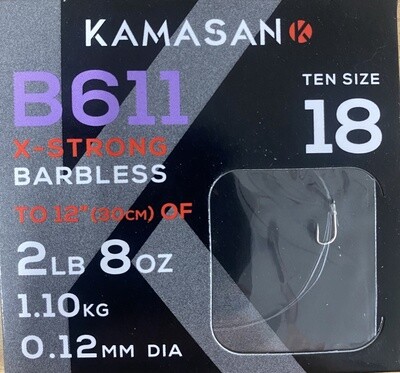 KAMASAN K
B611
X-STRONG
BARBLESS
TEN SIZE
18
TO 12" (30CM) OF
2LB 8OZ
1.10KG
0.12MM DIA